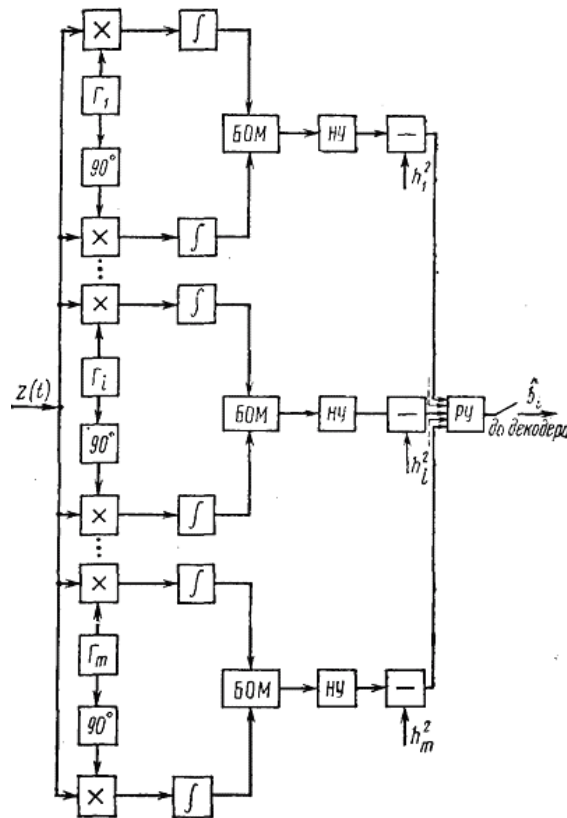 × ∫
Г₁
БОМ НУ —
90°
h₁²
× ∫
× ∫
Гᵢ
z(t)
БОМ НУ — РУ b̂ᵢ
до декодера
90°
hᵢ²
× ∫
× ∫
Гₘ
БОМ НУ —
90°
hₘ²
× ∫